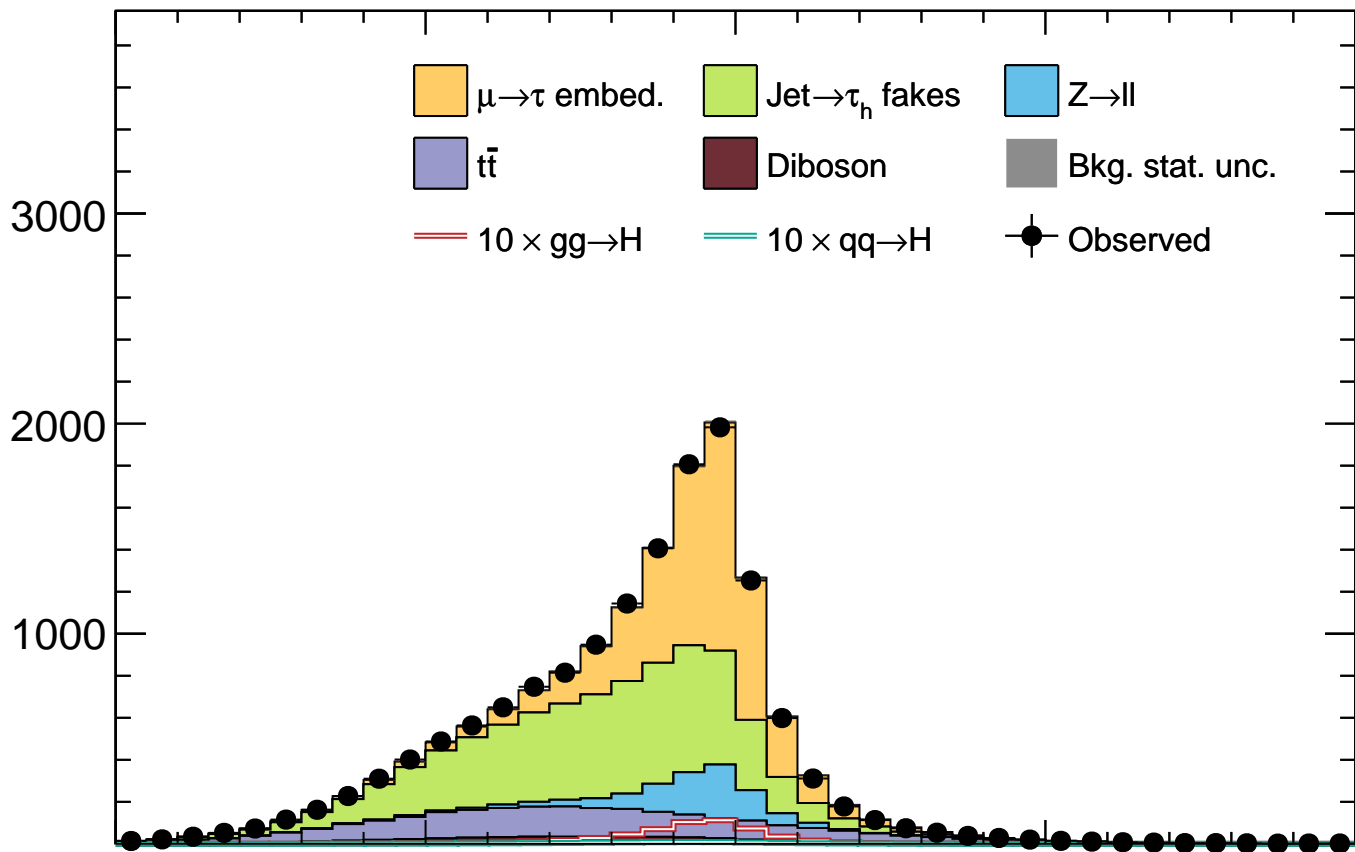 μ→τ embed. Jet→τh fakes Z→ll
tt̄ Diboson Bkg. stat. unc.
10 × gg→H 10 × qq→H Observed
3000
2000
1000